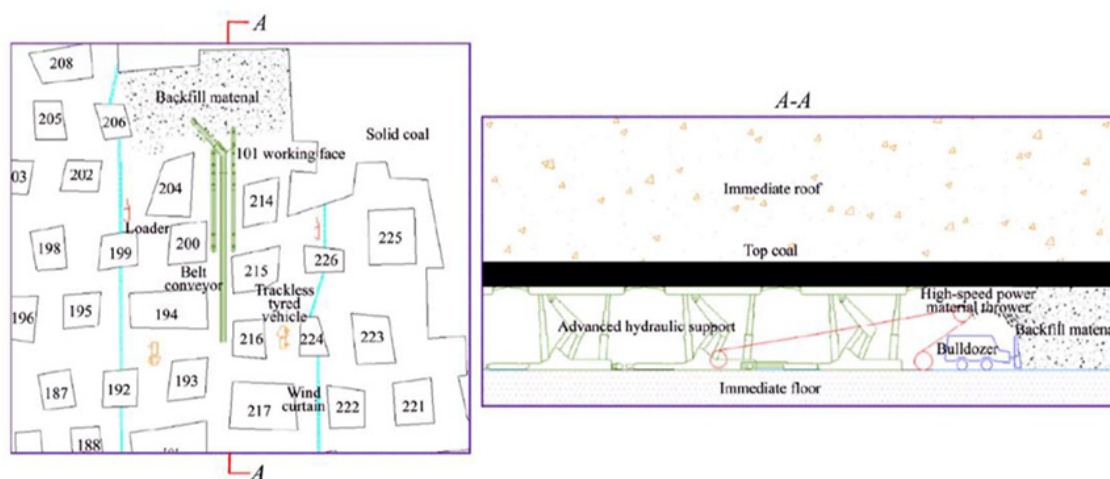 A
208
Backfill matenal
205
206
Solid coal
101 working face
03
202
204
214
Loader
198
199
200
225
215
226
Belt
conveyor
Trackless
tyred
vehicle
196
195
194
216
224
223
187
192
193
Wind
curtain
217
222
221
188
A
A-A
Immediate roof
Top coal
High-speed power
material thrower
Advanced hydraulic support
Backfill matena
Bulldozer
Immediate floor